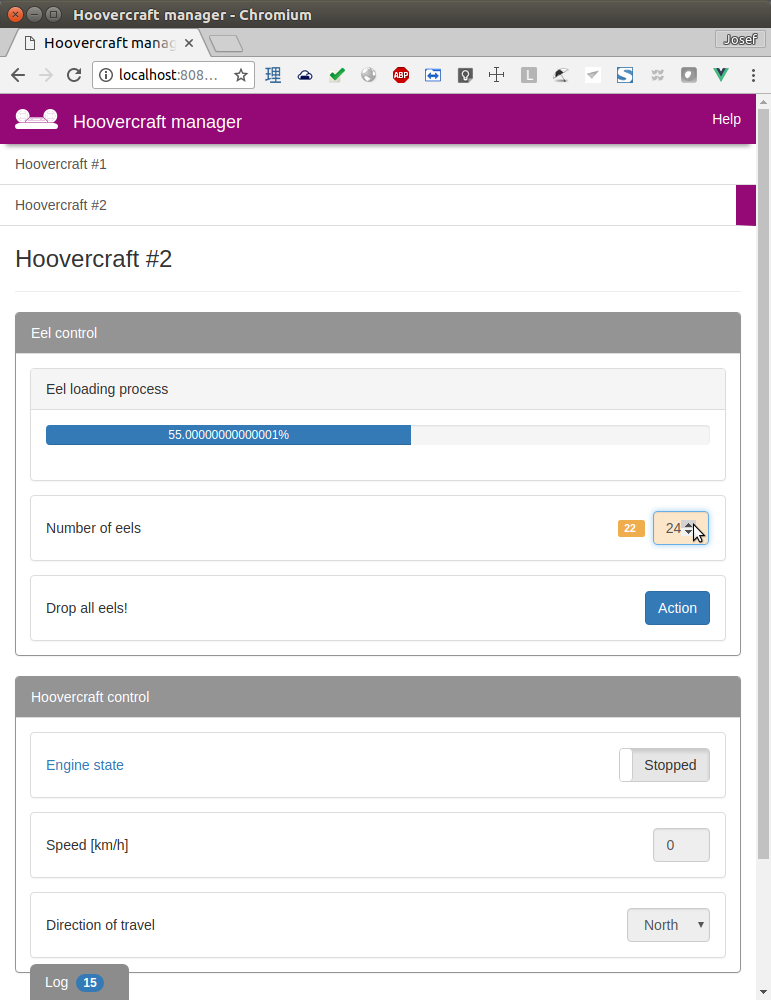 Hoovercraft manager - Chromium
Hoovercraft manag
Josef
localhost:808...
理
ABP
L
S
Hoovercraft manager
Help
Hoovercraft #1
Hoovercraft #2
Hoovercraft #2
Eel control
Eel loading process
55.00000000000001%
Number of eels
22
24
Drop all eels!
Action
Hoovercraft control
Engine state
Stopped
Speed [km/h]
0
Direction of travel
North
Log 15